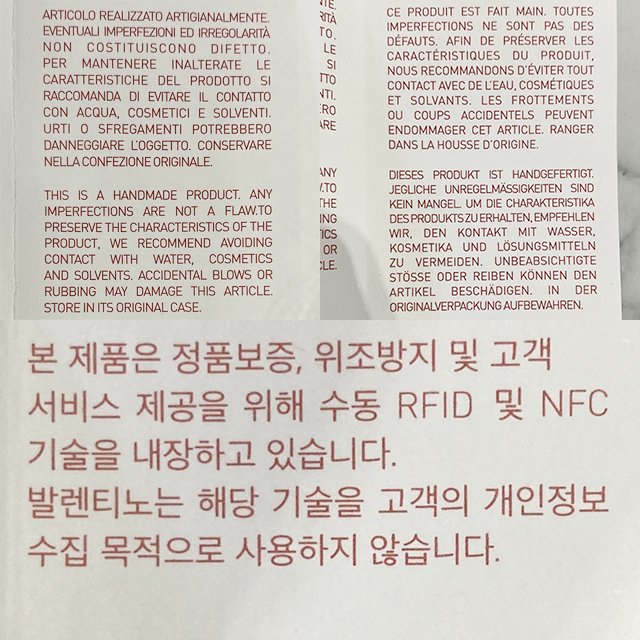 ARTICOLO REALIZZATO ARTIGIANALMENTE.
EVENTUALI IMPERFEZIONI ED IRREGOLARITÀ
NON COSTITUISCONO DIFETTO.
PER MANTENERE INALTERATE LE
CARATTERISTICHE DEL PRODOTTO SI
RACCOMANDA DI EVITARE IL CONTATTO
CON ACQUA, COSMETICI E SOLVENTI.
URTI O SFREGAMENTI POTREBBERO
DANNEGGIARE L'OGGETTO. CONSERVARE
NELLA CONFEZIONE ORIGINALE.
THIS IS A HANDMADE PRODUCT. ANY
IMPERFECTIONS ARE NOT A FLAW.TO
PRESERVE THE CHARACTERISTICS OF THE
PRODUCT, WE RECOMMEND AVOIDING
CONTACT WITH WATER, COSMETICS
AND SOLVENTS. ACCIDENTAL BLOWS OR
RUBBING MAY DAMAGE THIS ARTICLE.
STORE IN ITS ORIGINAL CASE.
CE PRODUIT EST FAIT MAIN. TOUTES
IMPERFECTIONS NE SONT PAS DES
DÉFAUTS. AFIN DE PRÉSERVER LES
CARACTÉRISTIQUES DU PRODUIT,
NOUS RECOMMANDONS D'ÉVITER TOUT
CONTACT AVEC DE L'EAU, COSMÉTIQUES
ET SOLVANTS. LES FROTTEMENTS
OU COUPS ACCIDENTELS PEUVENT
ENDOMMAGER CET ARTICLE. RANGER
DANS LA HOUSSE D'ORIGINE.
DIESES PRODUKT IST HANDGEFERTIGT.
JEGLICHE UNREGELMÄSSIGKEITEN SIND
KEIN MANGEL. UM DIE CHARAKTERISTIKA
DES PRODUKTS ZU ERHALTEN, EMPFEHLEN
WIR, DEN KONTAKT MIT WASSER,
KOSMETIKA UND LÖSUNGSMITTELN
ZU VERMEIDEN. UNBEABSICHTIGTE
STÖSSE ODER REIBEN KÖNNEN DEN
ARTIKEL BESCHÄDIGEN. IN DER
ORIGINALVERPACKUNG AUFBEWAHREN.
본 제품은 정품보증, 위조방지 및 고객
서비스 제공을 위해 수동 RFID 및 NFC
기술을 내장하고 있습니다.
발렌티노는 해당 기술을 고객의 개인정보
수집 목적으로 사용하지 않습니다.